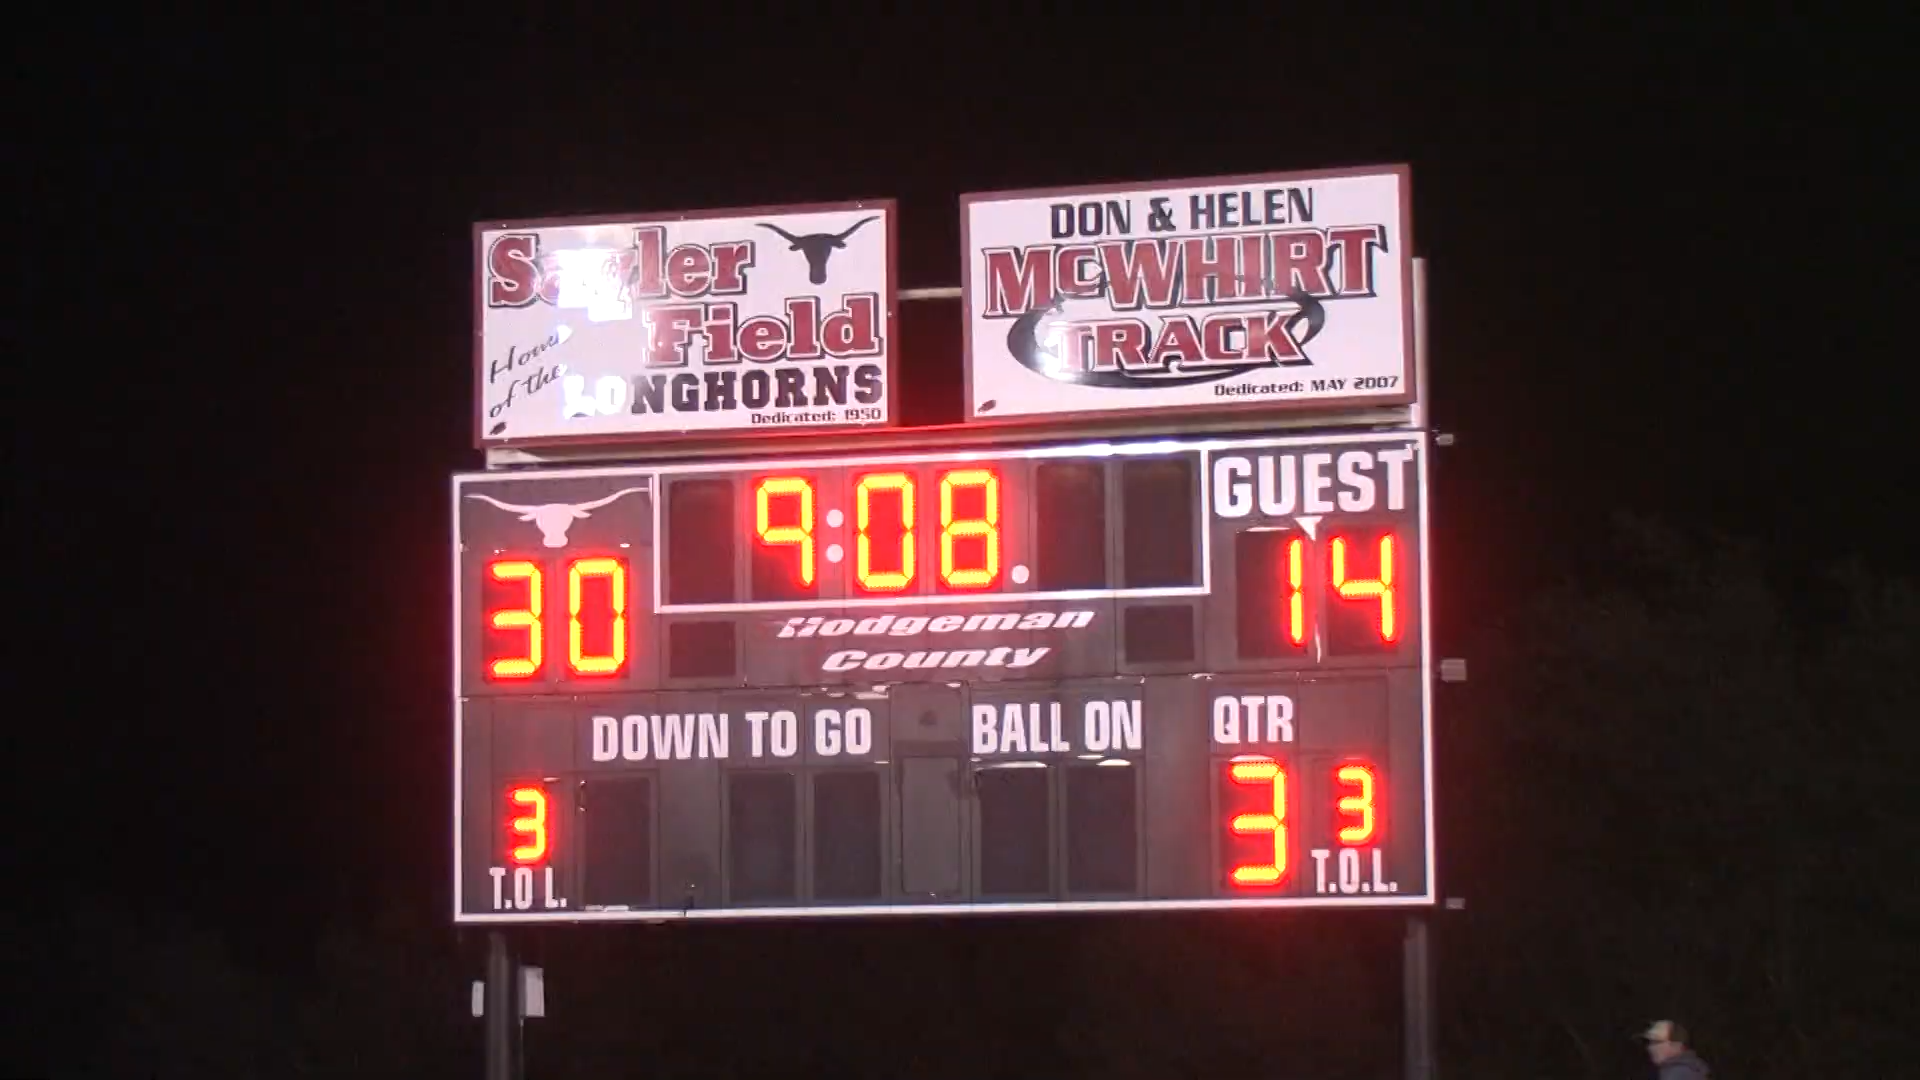 Field
Home
of the
LONGHORNS
Dedicated: 1950
DON & HELEN
MCWHIRT
TRACK
Dedicated: MAY 2007
GUEST
9:08.
30
14
Hodgeman
County
DOWN TO GO
BALL ON
QTR
3
3
3
T.O L.
T.O.L.